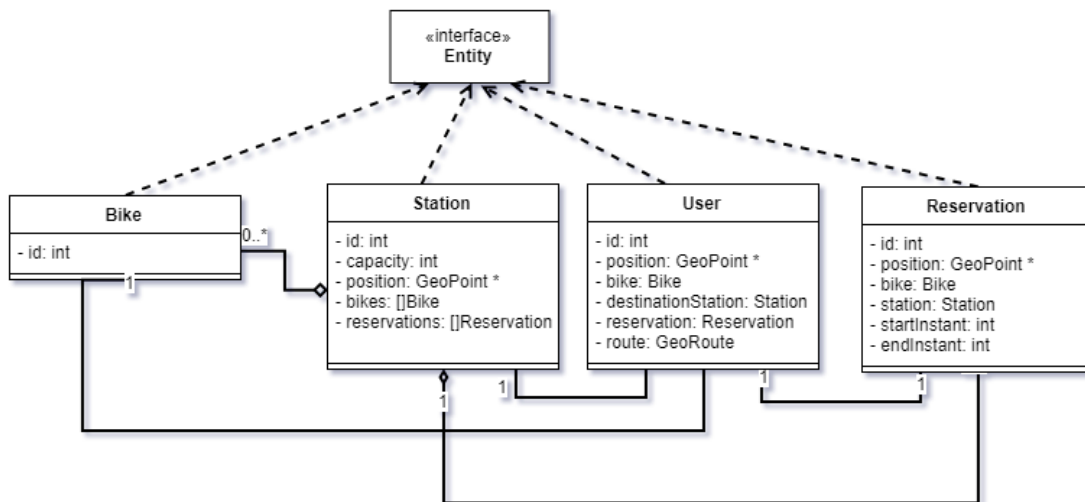 «interface»
Entity
Bike
- id: int
Station
- id: int
- capacity: int
- position: GeoPoint *
- bikes: []Bike
- reservations: []Reservation
User
- id: int
- position: GeoPoint *
- bike: Bike
- destinationStation: Station
- reservation: Reservation
- route: GeoRoute
Reservation
- id: int
- position: GeoPoint *
- bike: Bike
- station: Station
- startInstant: int
- endInstant: int
0..*
1
1
1
1
1